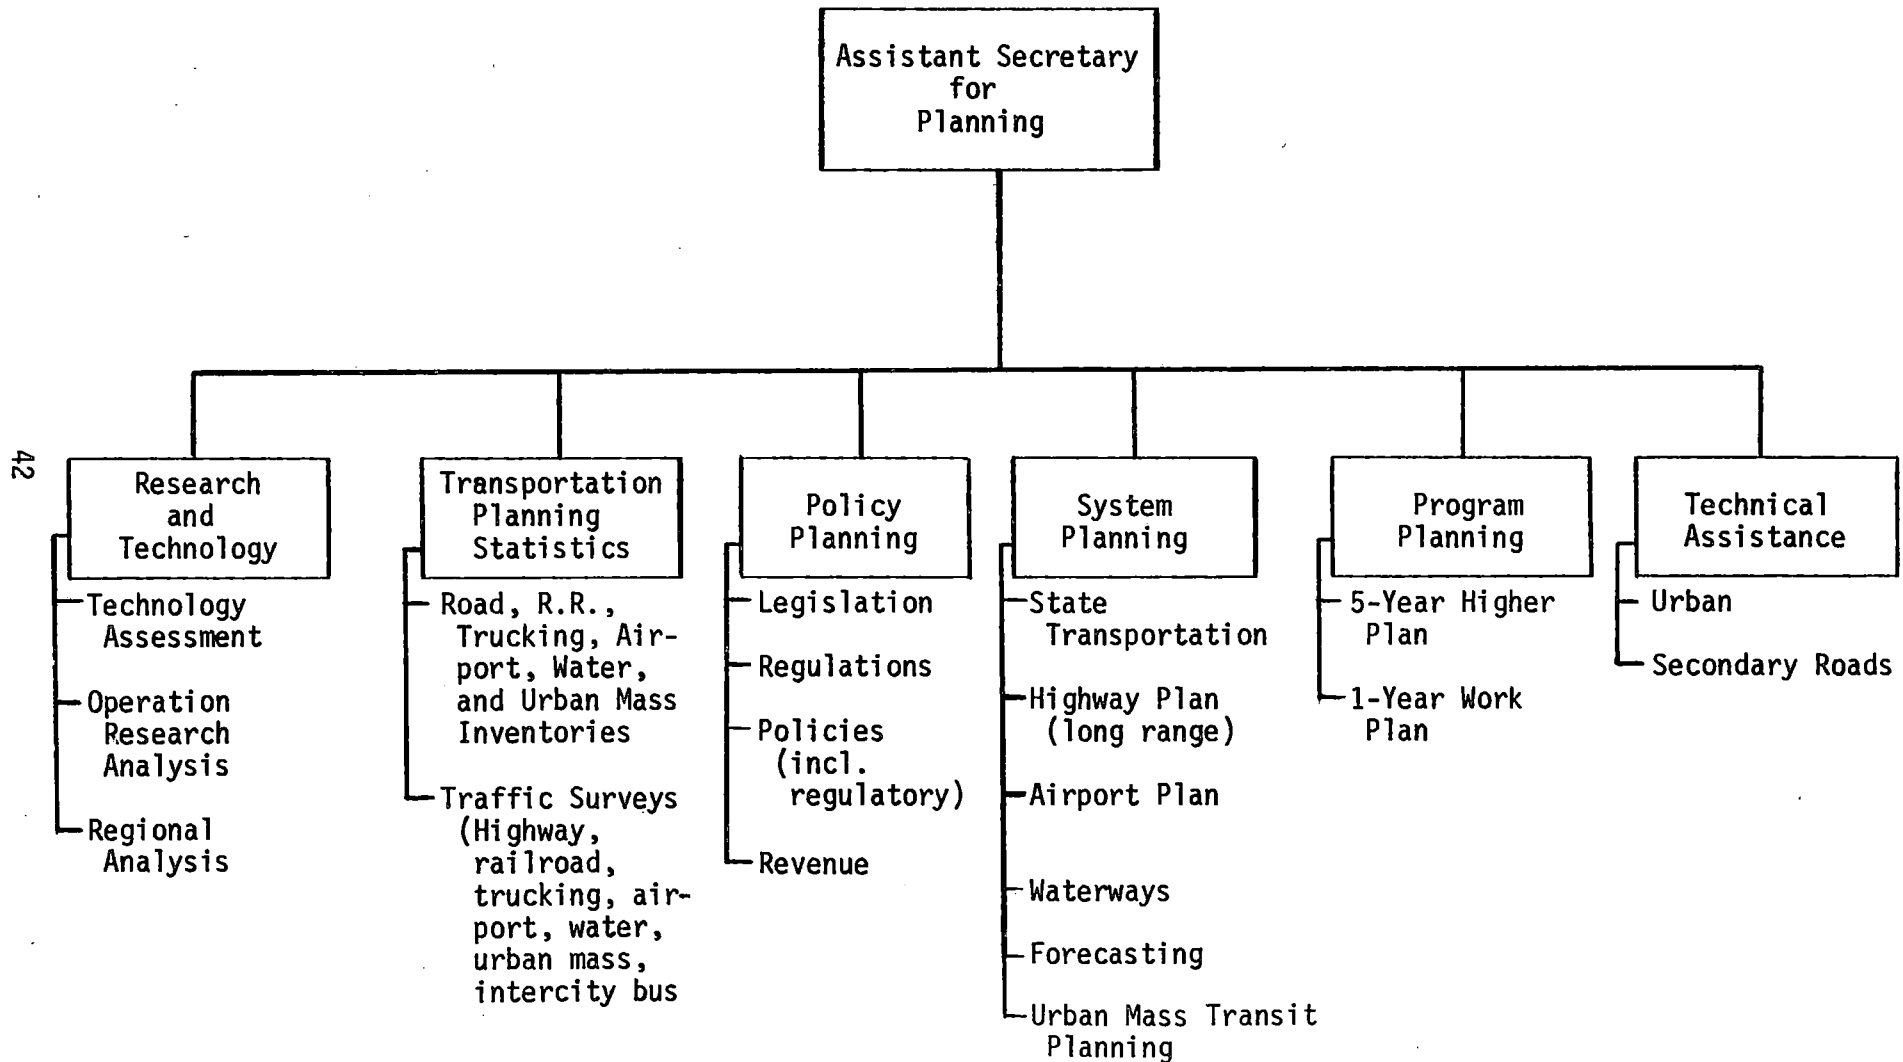 Assistant Secretary
for
Planning
42
Research
and
Technology
Technology
Assessment
Operation
Research
Analysis
Regional
Analysis
Transportation
Planning
Statistics
Road, R.R.,
Trucking, Air-
port, Water,
and Urban Mass
Inventories
Traffic Surveys
(Highway,
railroad,
trucking, air-
port, water,
urban mass,
intercity bus
Policy
Planning
Legislation
Regulations
Policies
(incl.
regulatory)
Revenue
System
Planning
State
Transportation
Highway Plan
(long range)
Airport Plan
Waterways
Forecasting
Urban Mass Transit
Planning
Program
Planning
5-Year Higher
Plan
1-Year Work
Plan
Technical
Assistance
Urban
Secondary Roads